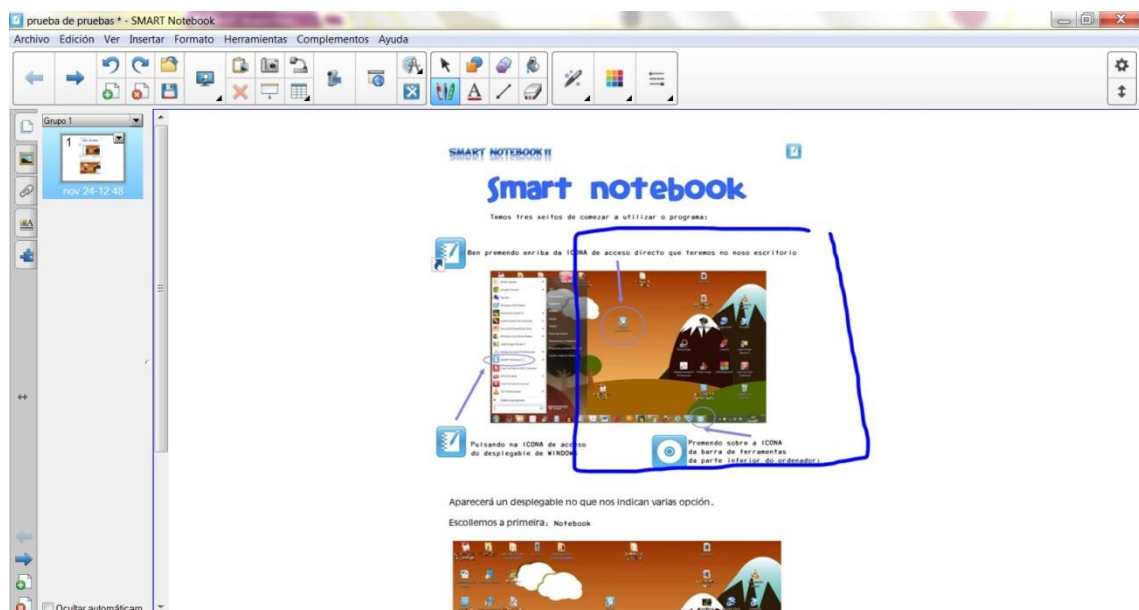 prueba de pruebas * - SMART Notebook
Archivo Edición Ver Insertar Formato Herramientas Complementos Ayuda
Grupo 1
1
nov 24-12:48
SMART NOTEBOOK 11
Smart notebook
Temos tres xeitos de comezar a utilizar o programa:
Ben premendo enriba da ICONA de acceso directo que teremos no noso escritorio
Pulsando na ICONA de acceso
do desplegable de WINDOWS
Premendo sobre a ICONA
da barra de ferramentas
da parte inferior do ordenador:
Aparecerá un desplegable no que nos indican varias opción.
Escollemos a primeira: Notebook
Ocultar automáticam